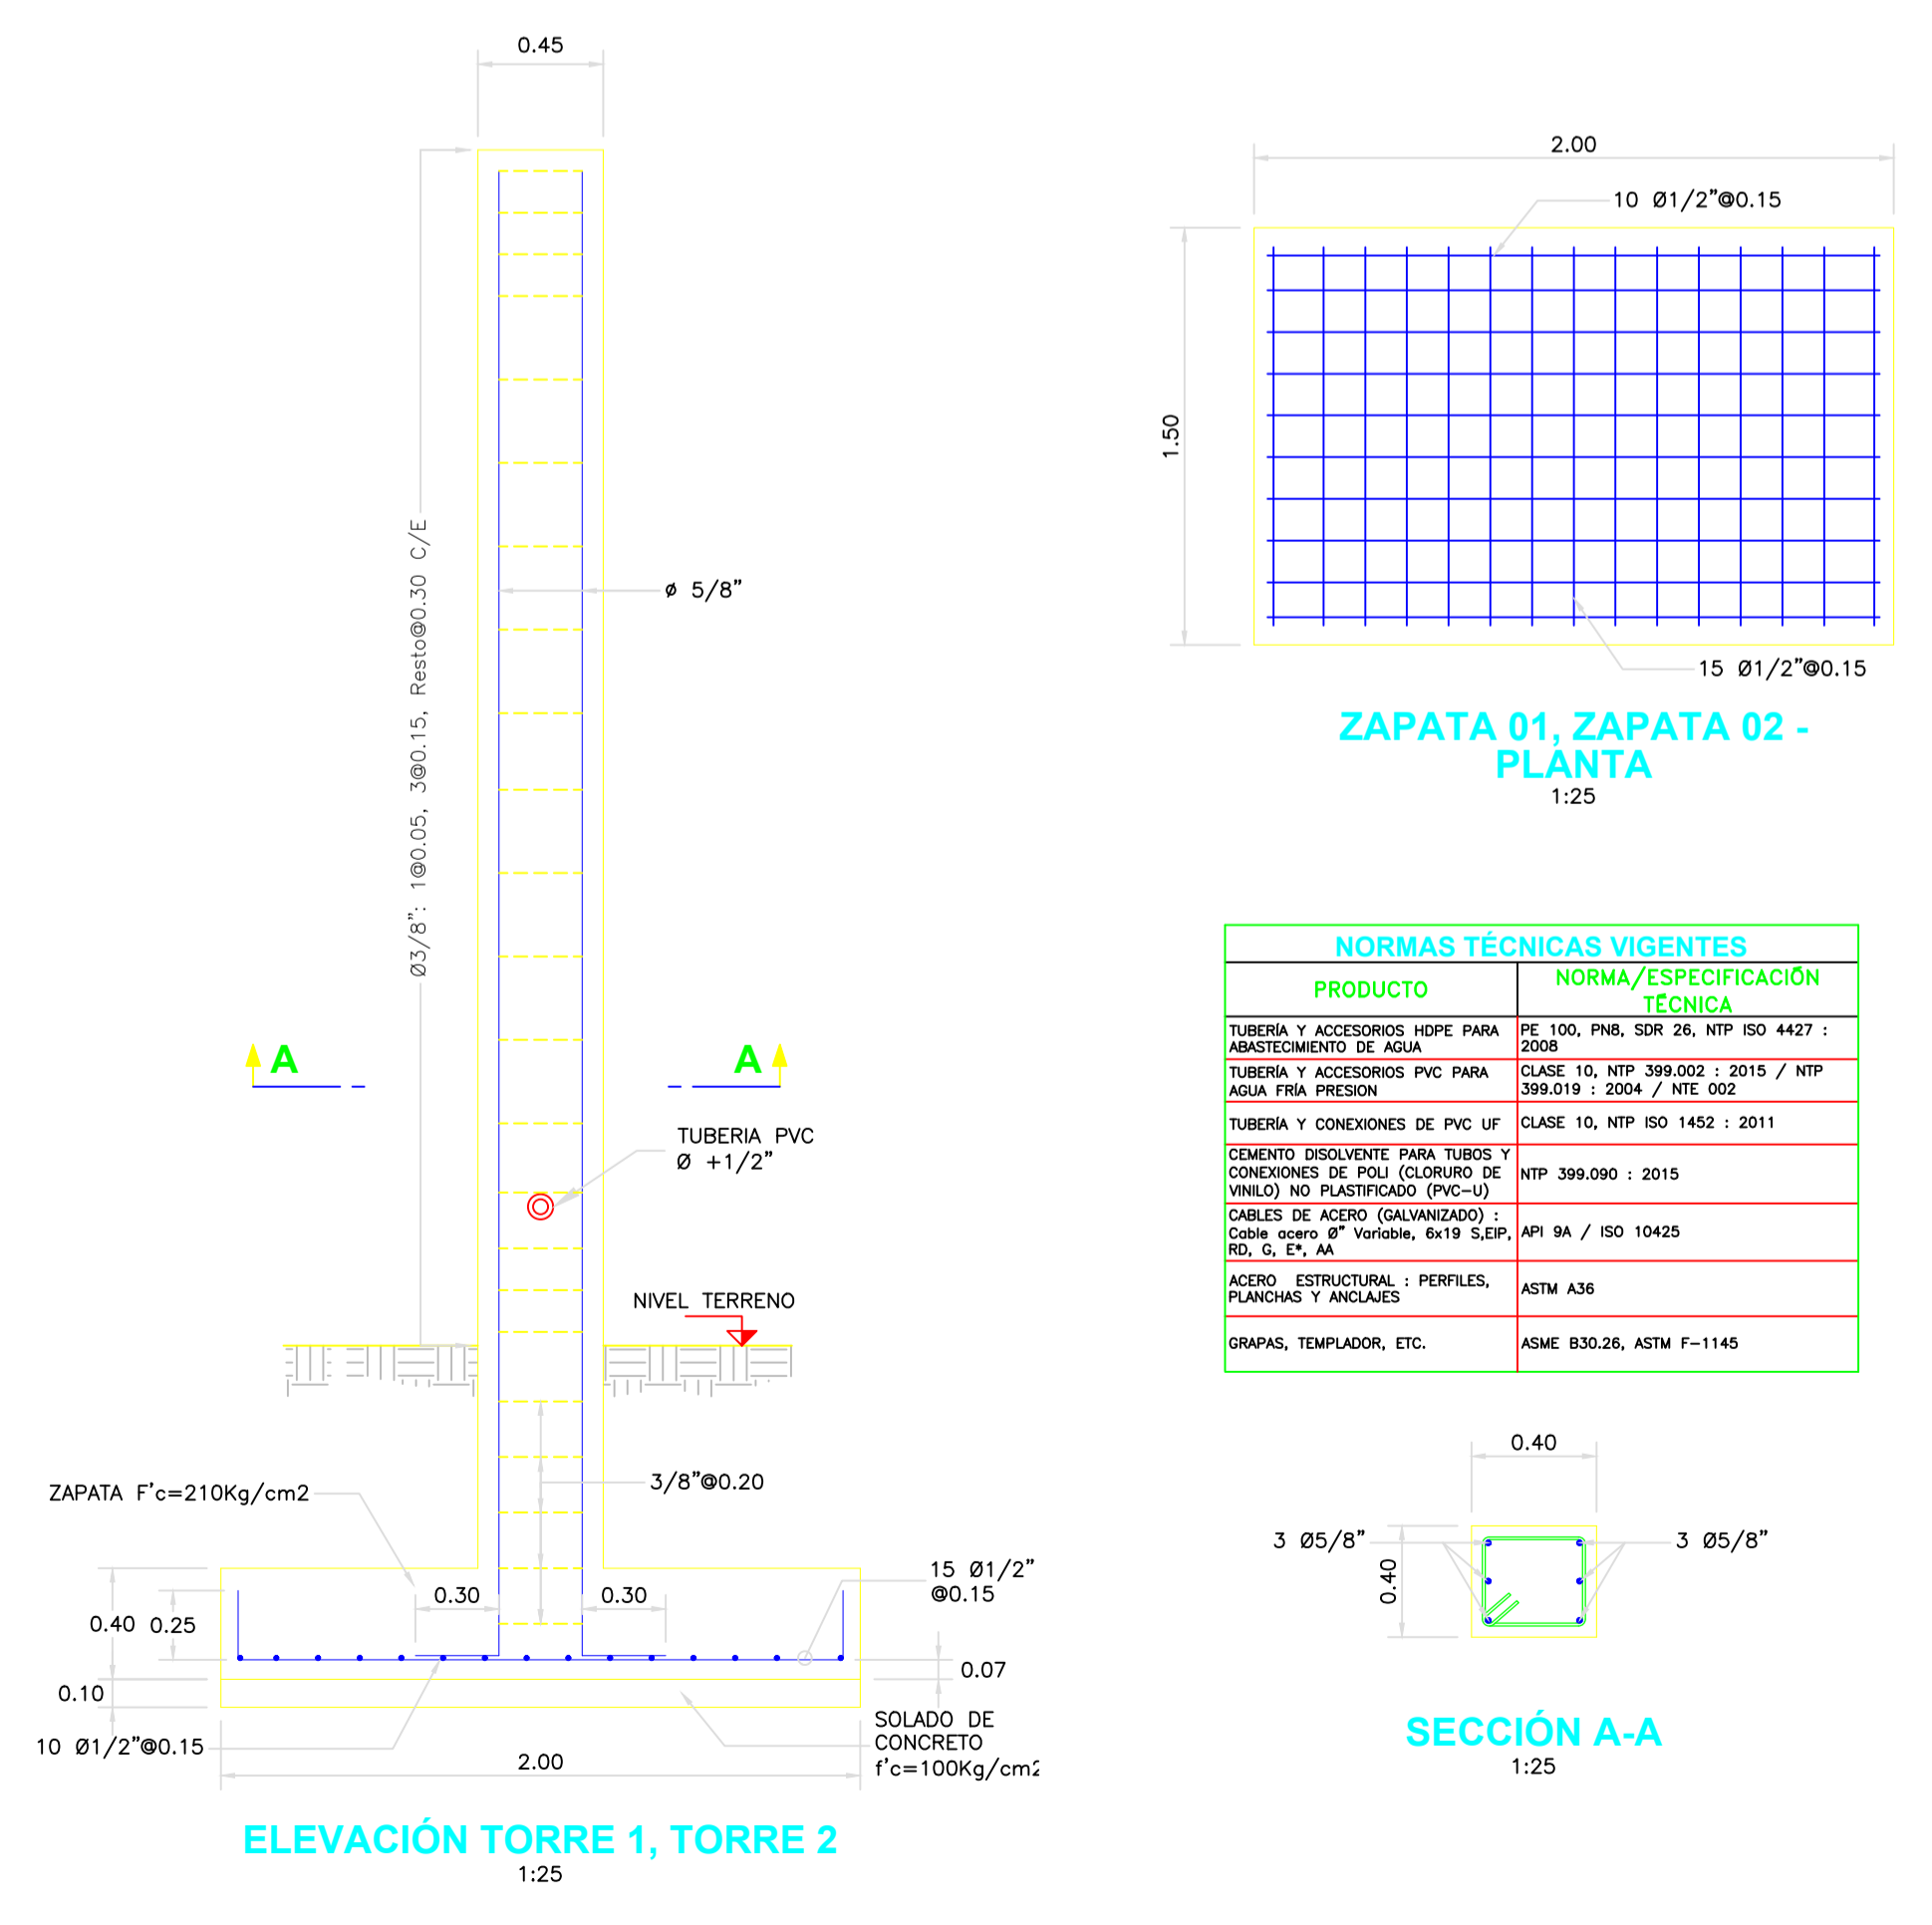 0.45
Ø3/8": 1@0.05, 3@0.15, Resto@0.30 C/E
ø 5/8"
A
A
TUBERIA PVC
Ø +1/2"
NIVEL TERRENO
3/8"@0.20
ZAPATA F'c=210Kg/cm2
0.30
0.30
15 Ø1/2"
@0.15
0.40
0.25
0.10
0.07
10 Ø1/2"@0.15
SOLADO DE
CONCRETO
f'c=100Kg/cm2
2.00
ELEVACIÓN TORRE 1, TORRE 2
1:25
2.00
10 Ø1/2"@0.15
1.50
15 Ø1/2"@0.15
ZAPATA 01, ZAPATA 02 -
PLANTA
1:25
NORMAS TÉCNICAS VIGENTES
PRODUCTO
NORMA/ESPECIFICACIÓN
TÉCNICA
TUBERÍA Y ACCESORIOS HDPE PARA
ABASTECIMIENTO DE AGUA
PE 100, PN8, SDR 26, NTP ISO 4427 :
2008
TUBERÍA Y ACCESORIOS PVC PARA
AGUA FRÍA PRESION
CLASE 10, NTP 399.002 : 2015 / NTP
399.019 : 2004 / NTE 002
TUBERÍA Y CONEXIONES DE PVC UF
CLASE 10, NTP ISO 1452 : 2011
CEMENTO DISOLVENTE PARA TUBOS Y
CONEXIONES DE POLI (CLORURO DE
VINILO) NO PLASTIFICADO (PVC-U)
NTP 399.090 : 2015
CABLES DE ACERO (GALVANIZADO) :
Cable acero Ø" Variable, 6x19 S,EIP,
RD, G, E*, AA
API 9A / ISO 10425
ACERO ESTRUCTURAL : PERFILES,
PLANCHAS Y ANCLAJES
ASTM A36
GRAPAS, TEMPLADOR, ETC.
ASME B30.26, ASTM F-1145
0.40
3 Ø5/8"
3 Ø5/8"
0.40
SECCIÓN A-A
1:25